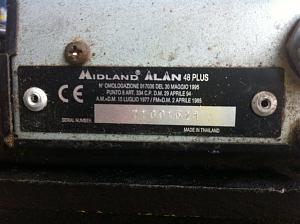 MIDLAND ALAN 48 PLUS
CE
N° OMOLOGAZIONE 017036 DEL 30 MAGGIO 1995
PUNTO 8 ART. 334 C.P. D.M. 29 APRILE 94
A.M.=D.M. 15 LUGLIO 1977 / FM=D.M. 2 APRILE 1985
SERIAL NUMBER
MADE IN THAILAND